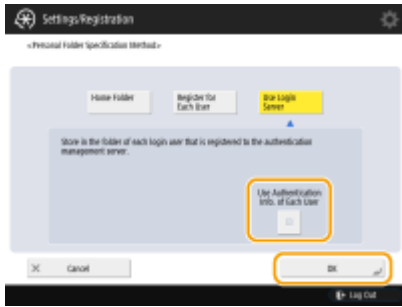 Settings/Registration
<Personal Folder Specification Method>
Home Folder
Register for
Each User
Use Login
Server
Store in the folder of each login user that is registered to the authentication
management server.
Use Authentication
Info. of Each User
Cancel
OK
Log Out